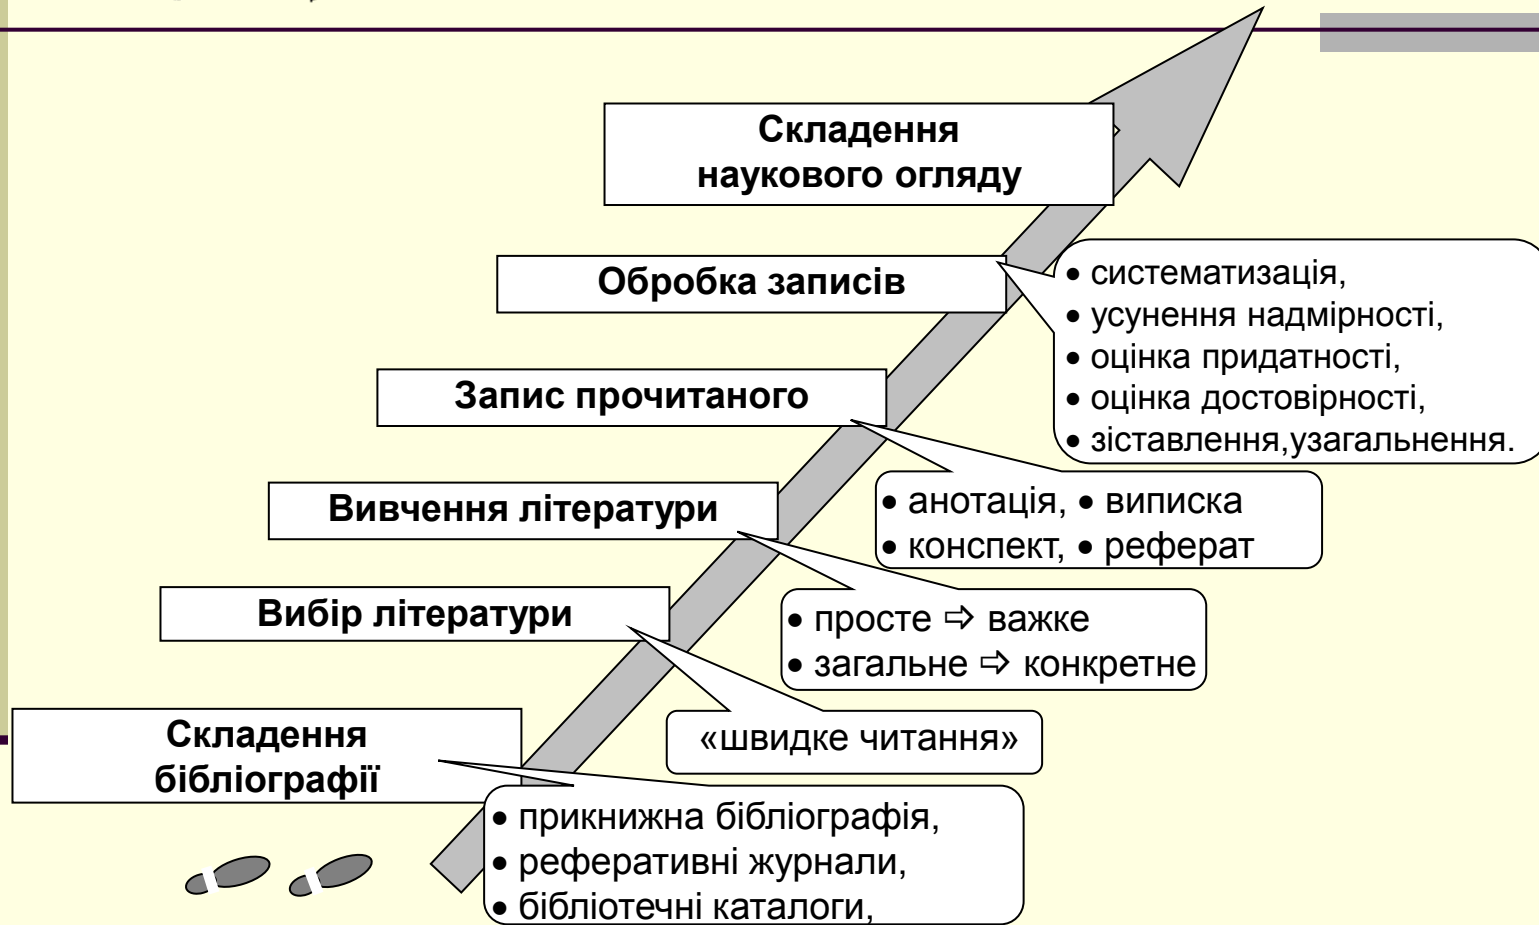 Складення
наукового огляду
Обробка записів
• систематизація,
• усунення надмірності,
• оцінка придатності,
• оцінка достовірності,
• зіставлення,узагальнення.
Запис прочитаного
• анотація, • виписка
• конспект, • реферат
Вивчення літератури
• просте ⇨ важке
• загальне ⇨ конкретне
Вибір літератури
«швидке читання»
Складення
бібліографії
• прикнижна бібліографія,
• реферативні журнали,
• бібліотечні каталоги,